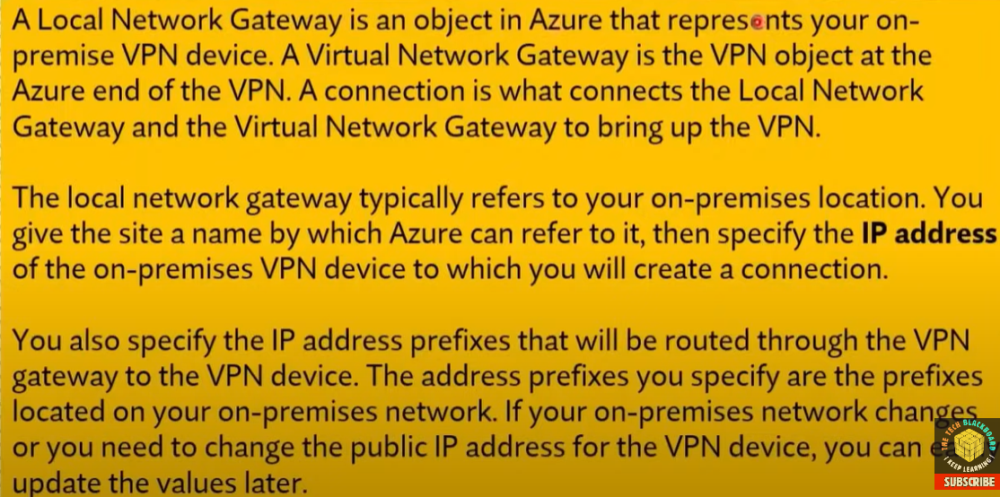 A Local Network Gateway is an object in Azure that represents your on-
premise VPN device. A Virtual Network Gateway is the VPN object at the
Azure end of the VPN. A connection is what connects the Local Network
Gateway and the Virtual Network Gateway to bring up the VPN.
The local network gateway typically refers to your on-premises location. You
give the site a name by which Azure can refer to it, then specify the IP address
of the on-premises VPN device to which you will create a connection.
You also specify the IP address prefixes that will be routed through the VPN
gateway to the VPN device. The address prefixes you specify are the prefixes
located on your on-premises network. If your on-premises network changes
or you need to change the public IP address for the VPN device, you can
update the values later.
THE TECH BLACKBOARD
KEEP LEARNING
SUBSCRIBE